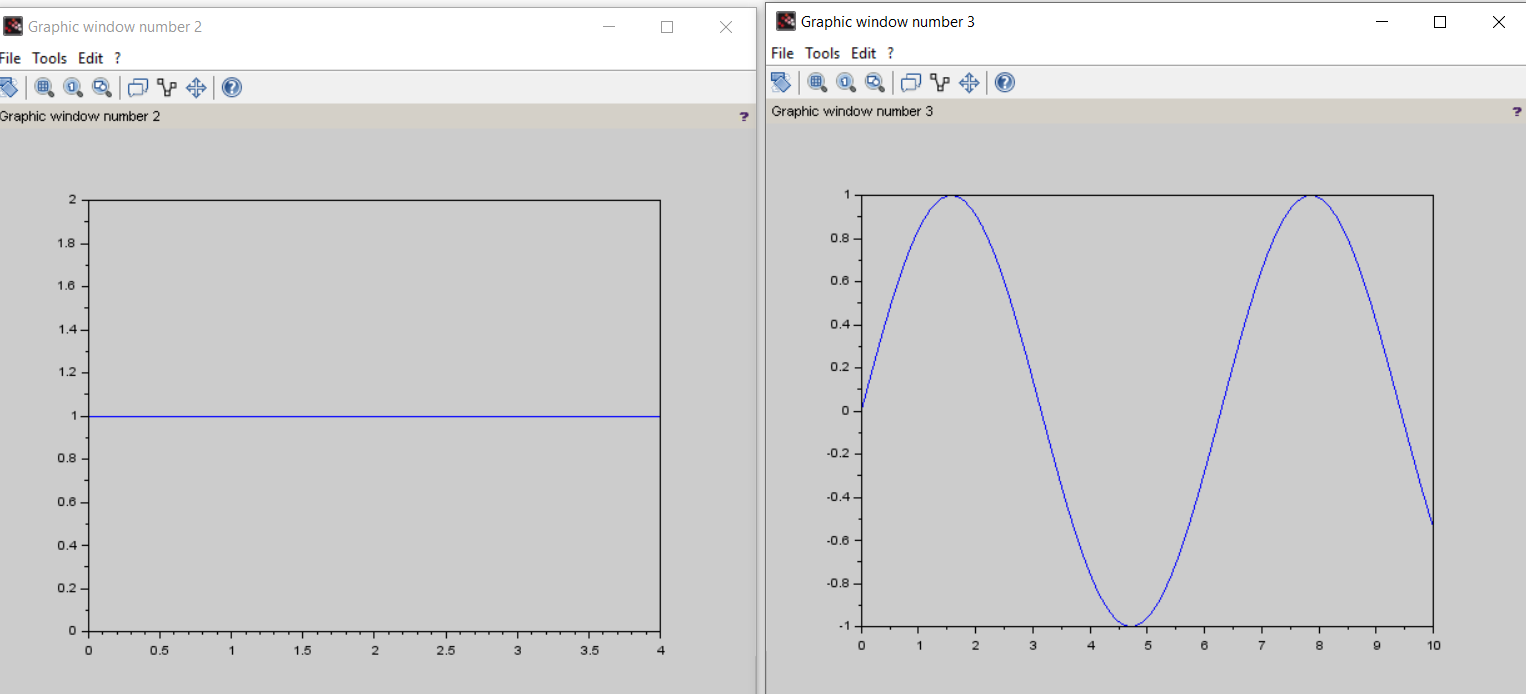 Graphic window number 2
File Tools Edit ?
Graphic window number 2 ?
2
1.8
1.6
1.4
1.2
1
0.8
0.6
0.4
0.2
0
0 0.5 1 1.5 2 2.5 3 3.5 4
Graphic window number 3
File Tools Edit ?
Graphic window number 3 ?
1
0.8
0.6
0.4
0.2
0
-0.2
-0.4
-0.6
-0.8
-1
0 1 2 3 4 5 6 7 8 9 10